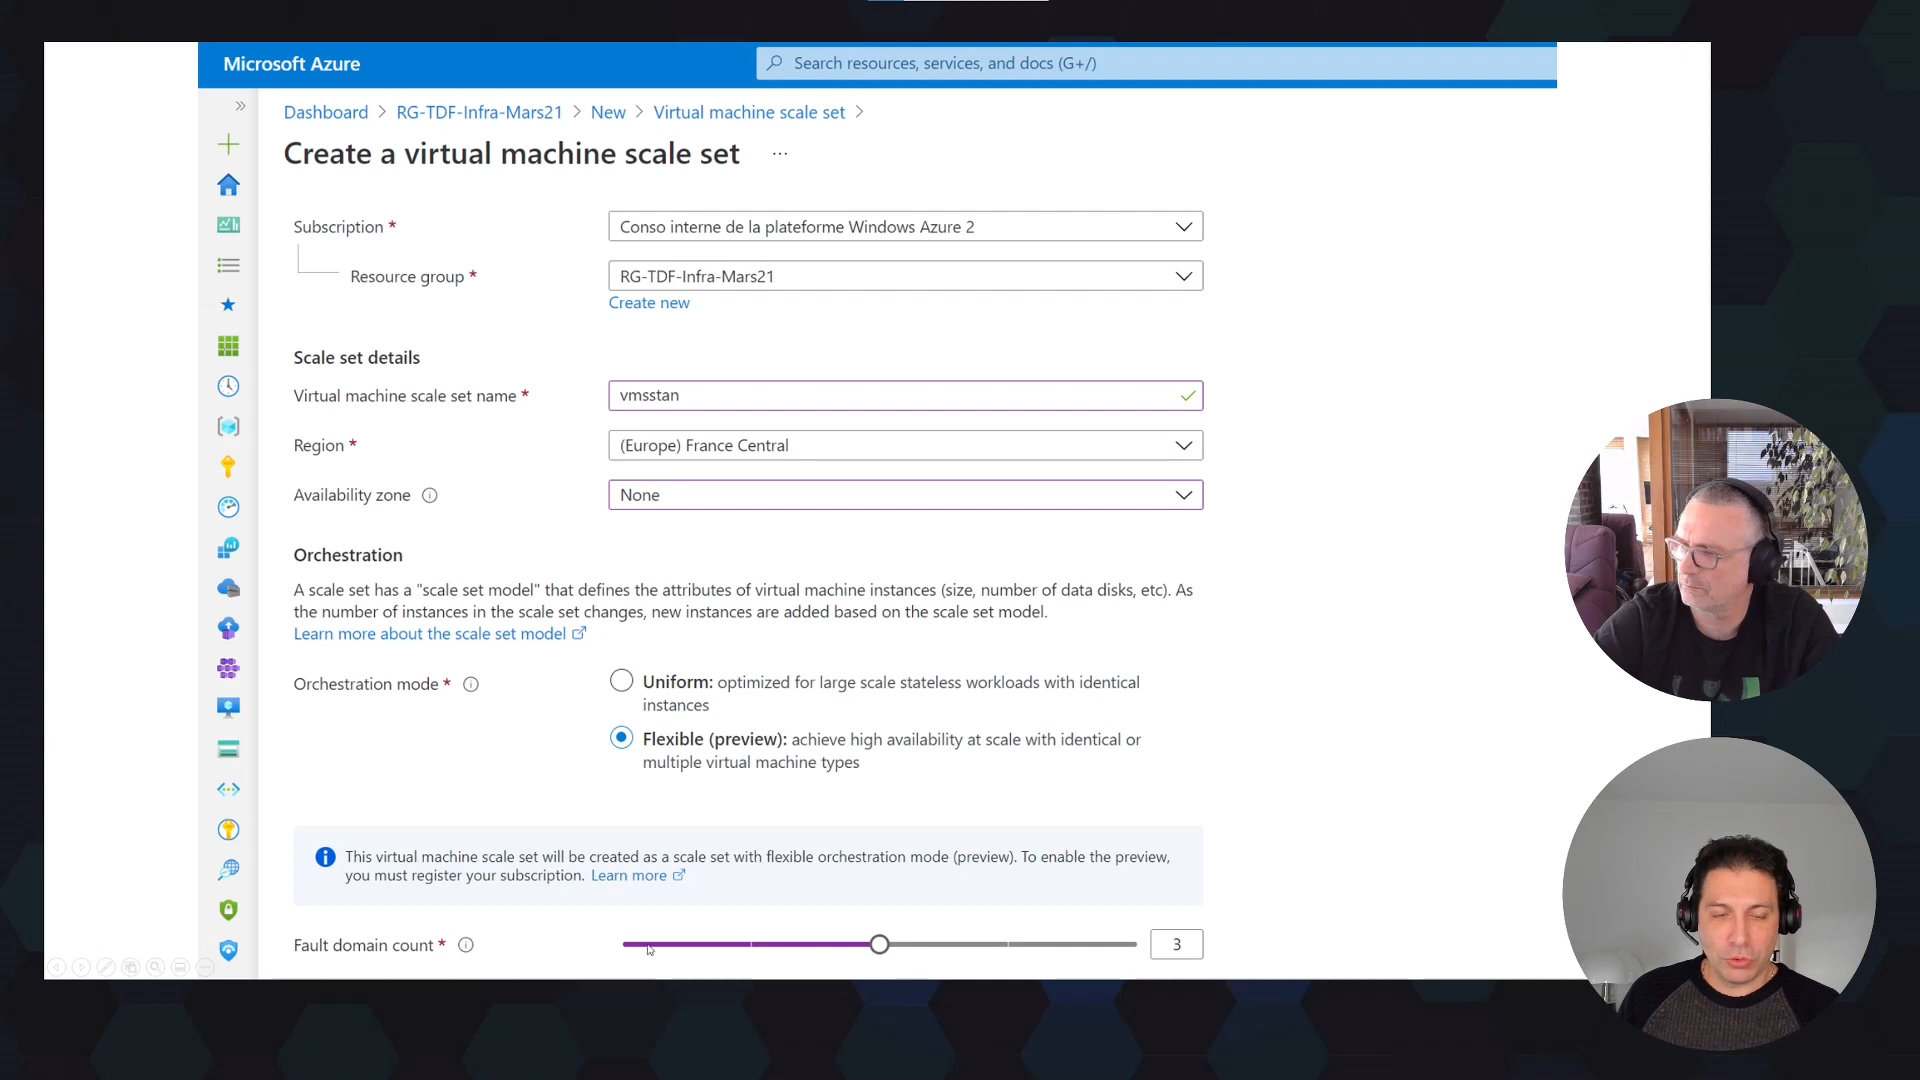 Microsoft Azure
Search resources, services, and docs (G+/)
Dashboard > RG-TDF-Infra-Mars21 > New > Virtual machine scale set >
Create a virtual machine scale set ...
Subscription *
Conso interne de la plateforme Windows Azure 2
Resource group *
RG-TDF-Infra-Mars21
Create new
Scale set details
Virtual machine scale set name *
vmsstan
Region *
(Europe) France Central
Availability zone
None
Orchestration
A scale set has a "scale set model" that defines the attributes of virtual machine instances (size, number of data disks, etc). As
the number of instances in the scale set changes, new instances are added based on the scale set model.
Learn more about the scale set model
Orchestration mode *
Uniform: optimized for large scale stateless workloads with identical
instances
Flexible (preview): achieve high availability at scale with identical or
multiple virtual machine types
This virtual machine scale set will be created as a scale set with flexible orchestration mode (preview). To enable the preview,
you must register your subscription. Learn more
Fault domain count *
3